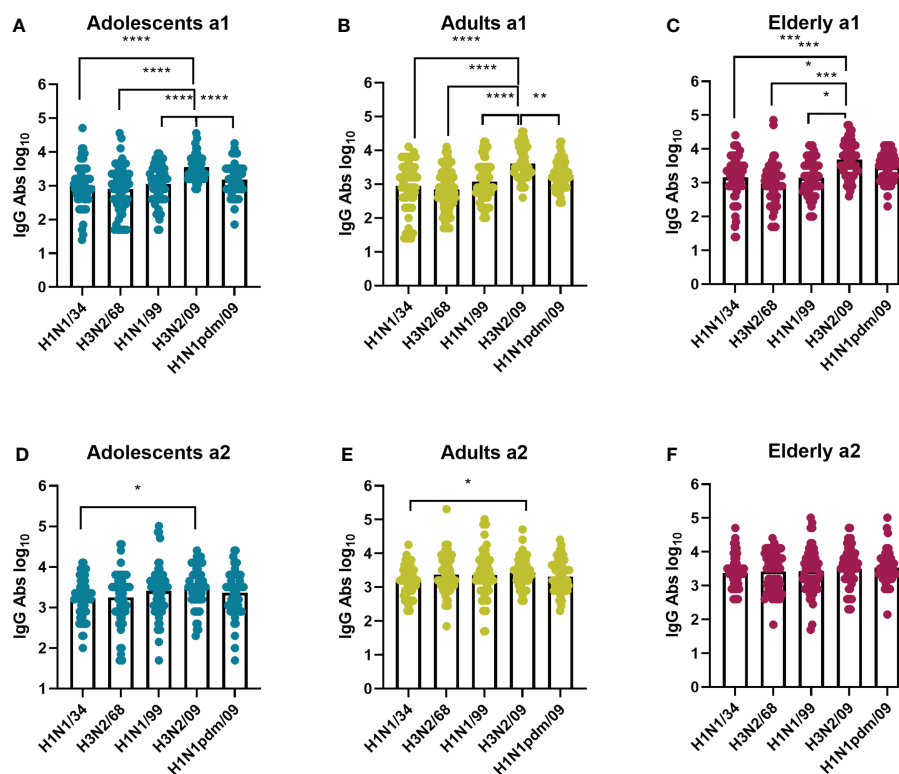 A
Adolescents a1
****
****
**** ****
IgG Abs log10
6
5
4
3
2
1
0
H1N1/34
H3N2/68
H1N1/99
H3N2/09
H1N1pdm/09
B
Adults a1
****
****
**** **
IgG Abs log10
6
5
4
3
2
1
0
H1N1/34
H3N2/68
H1N1/99
H3N2/09
H1N1pdm/09
C
Elderly a1
***
***
*
***
*
IgG Abs log10
6
5
4
3
2
1
0
H1N1/34
H3N2/68
H1N1/99
H3N2/09
H1N1pdm/09
D
Adolescents a2
*
IgG Abs log10
6
5
4
3
2
1
H1N1/34
H3N2/68
H1N1/99
H3N2/09
H1N1pdm/09
E
Adults a2
*
IgG Abs log10
6
5
4
3
2
1
0
H1N1/34
H3N2/68
H1N1/99
H3N2/09
H1N1pdm/09
F
Elderly a2
IgG Abs log10
6
5
4
3
2
1
0
H1N1/34
H3N2/68
H1N1/99
H3N2/09
H1N1pdm/09